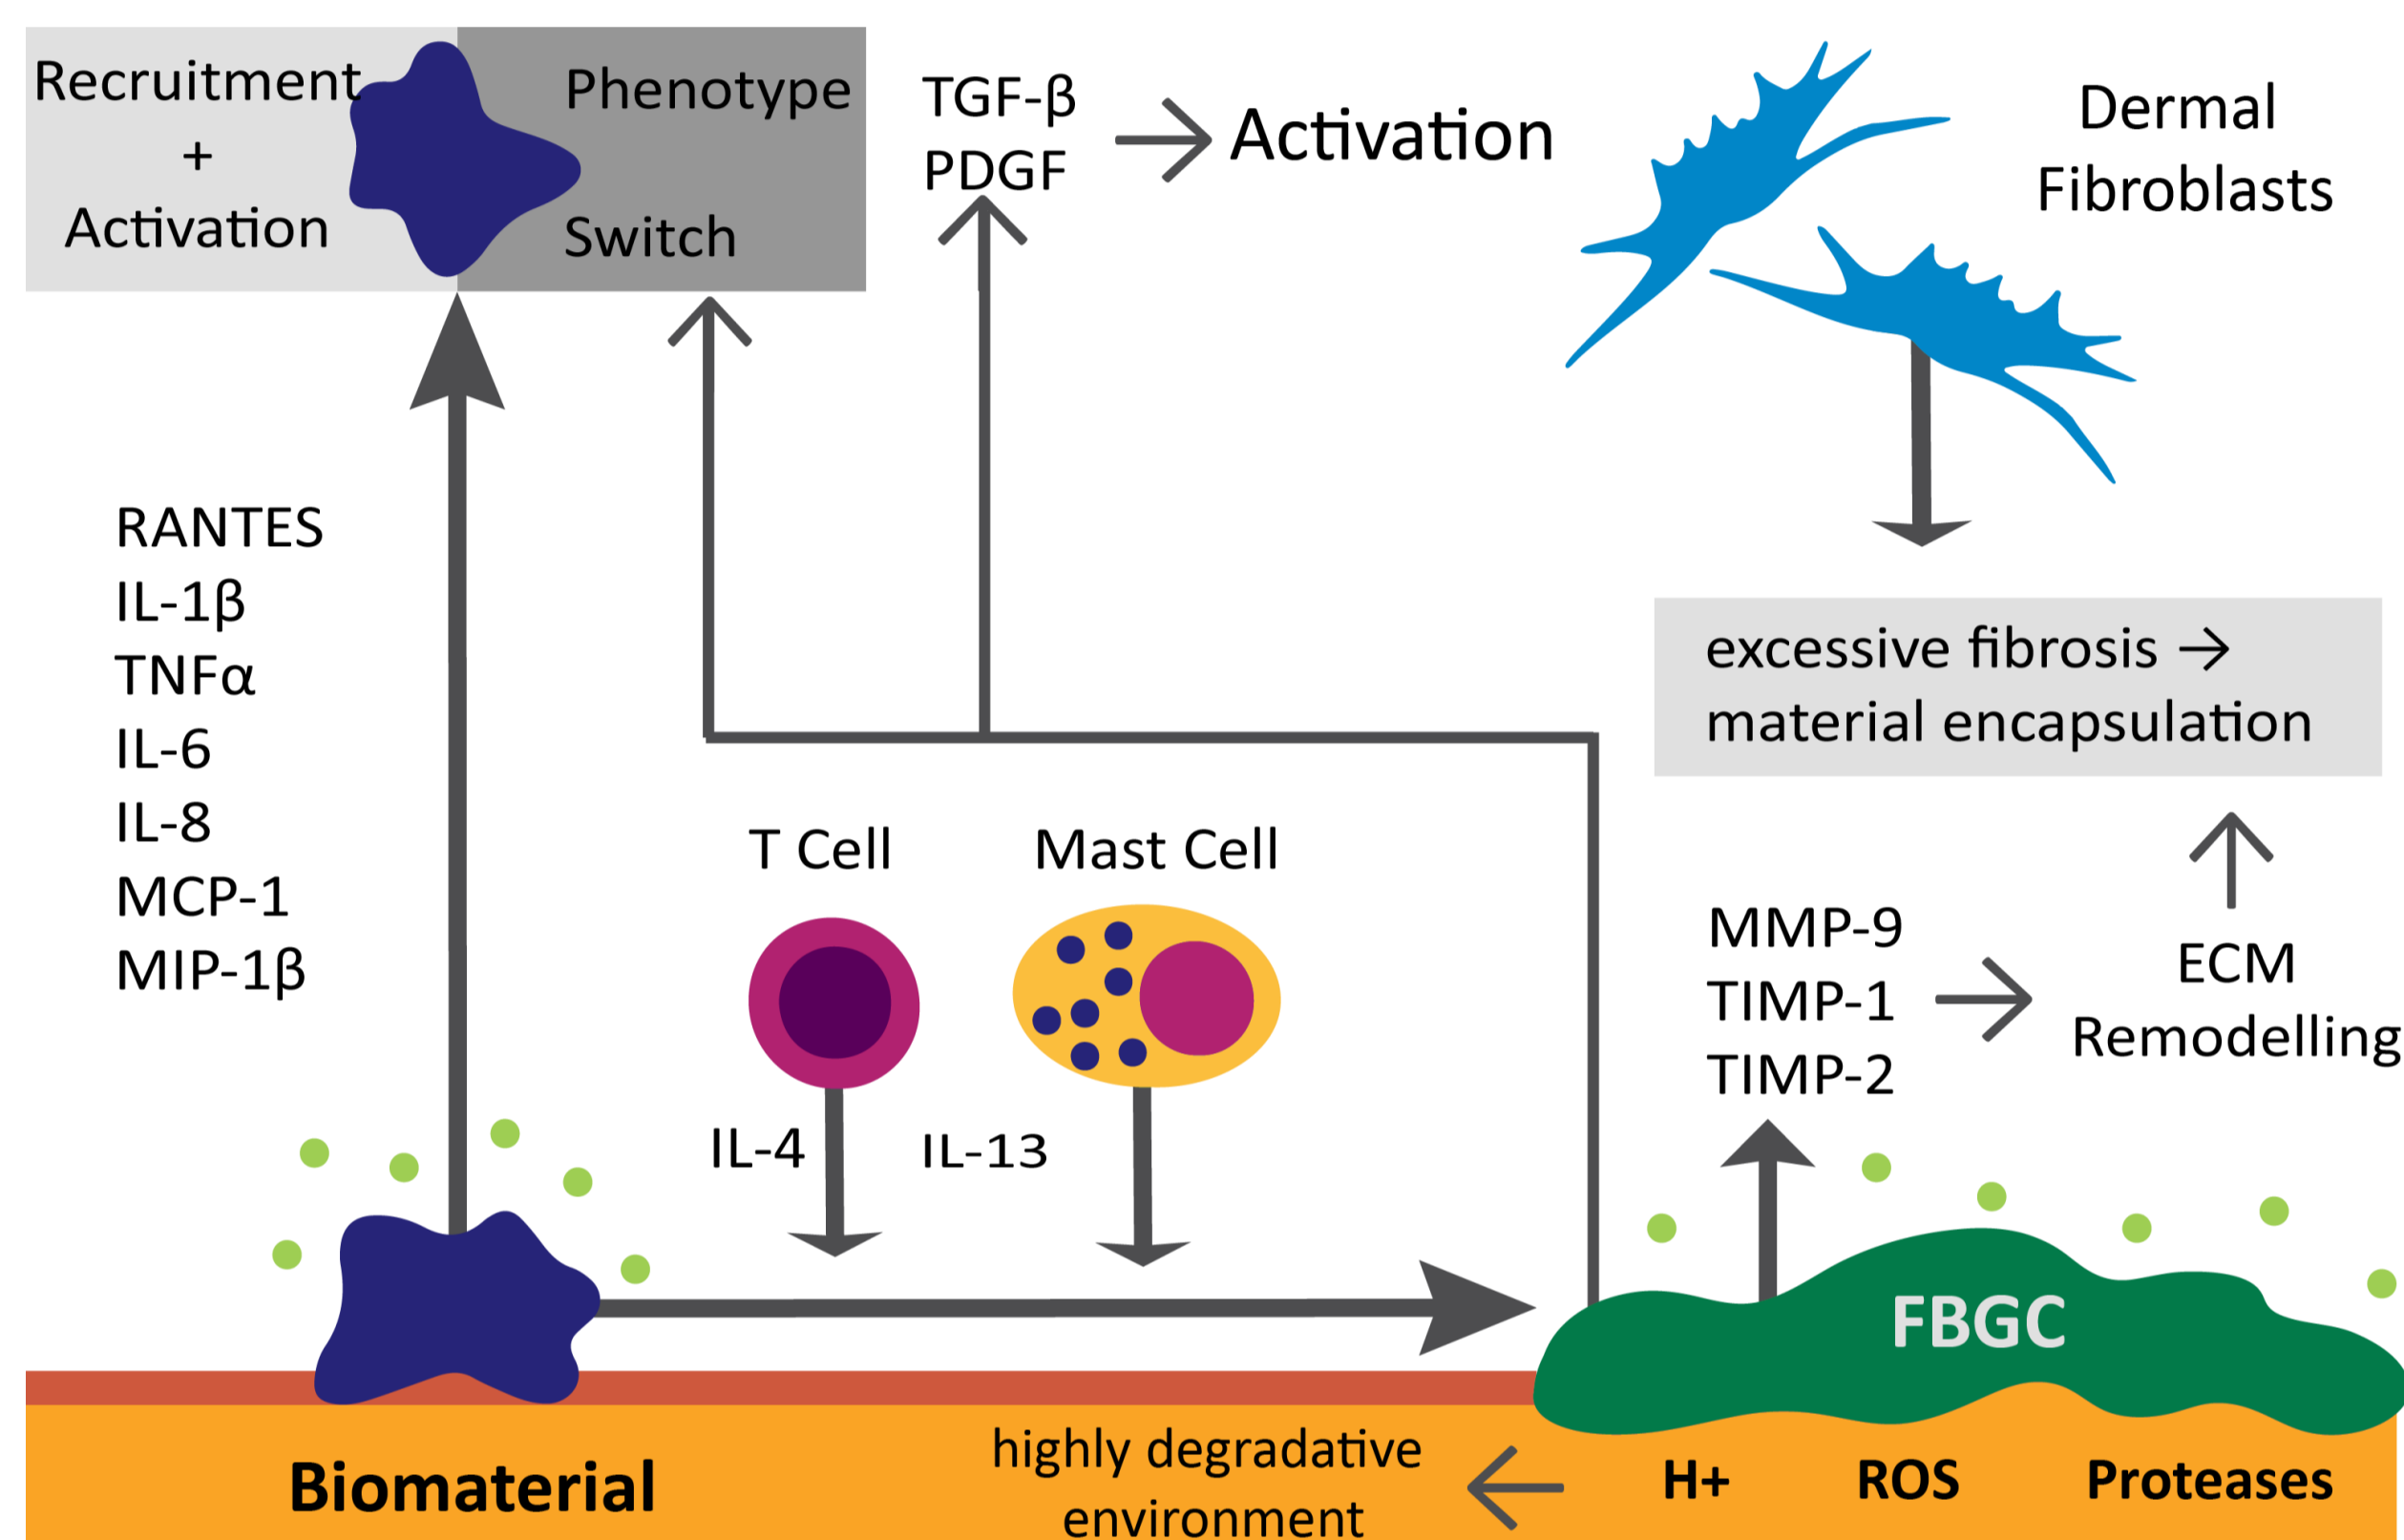 Recruitment
+
Activation
Phenotype
Switch
TGF-β
PDGF
Activation
Dermal
Fibroblasts
RANTES
IL-1β
TNFα
IL-6
IL-8
MCP-1
MIP-1β
excessive fibrosis →
material encapsulation
T Cell
Mast Cell
IL-4
IL-13
MMP-9
TIMP-1
TIMP-2
ECM
Remodelling
FBGC
Biomaterial
highly degradative
environment
H+
ROS
Proteases